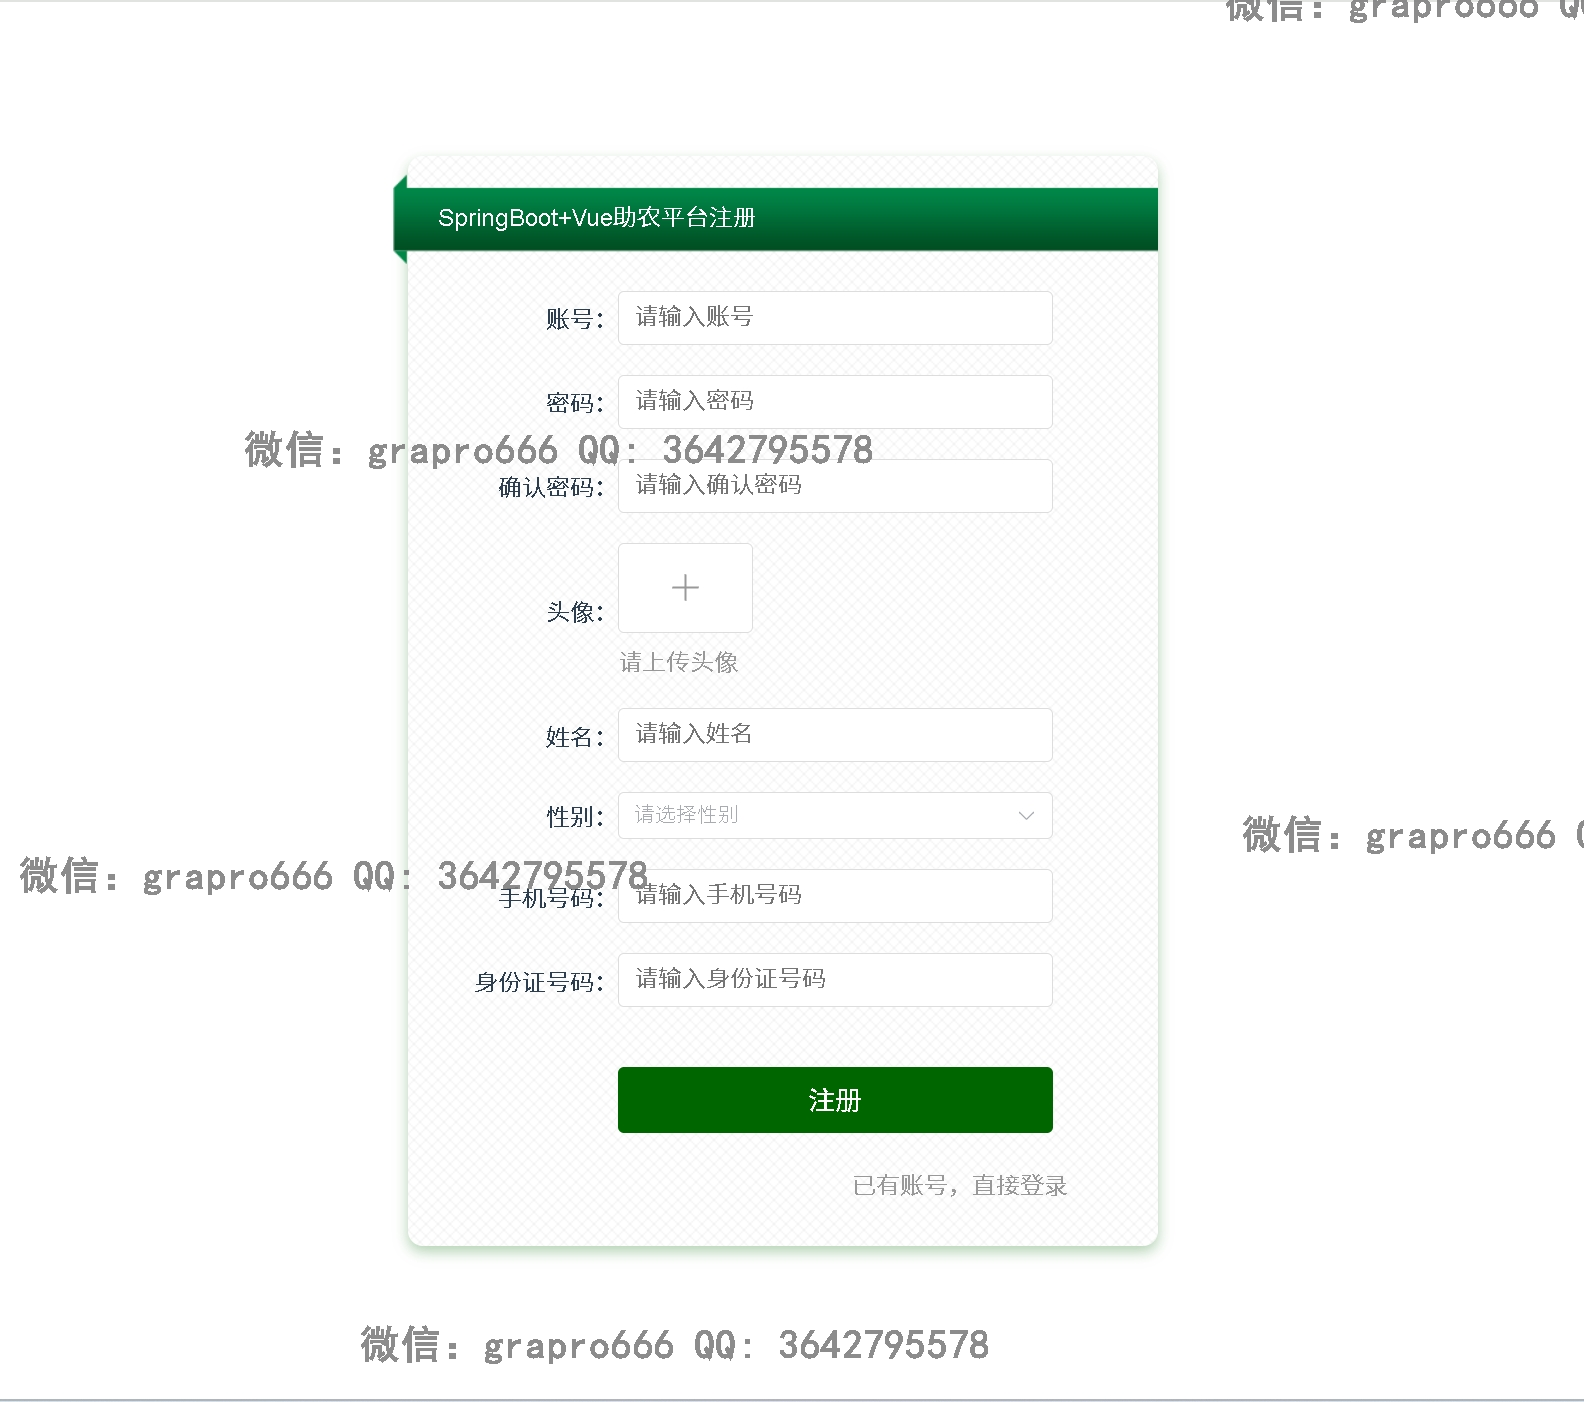 微信：grapro666
SpringBoot+Vue助农平台注册
账号：
请输入账号
密码：
请输入密码
微信：grapro666 QQ: 3642795578
确认密码：
请输入确认密码
头像：
请上传头像
姓名：
请输入姓名
性别：
请选择性别
微信：grapro666
微信：grapro666 QQ: 3642795578
手机号码：
请输入手机号码
身份证号码：
请输入身份证号码
注册
已有账号，直接登录
微信：grapro666 QQ: 3642795578